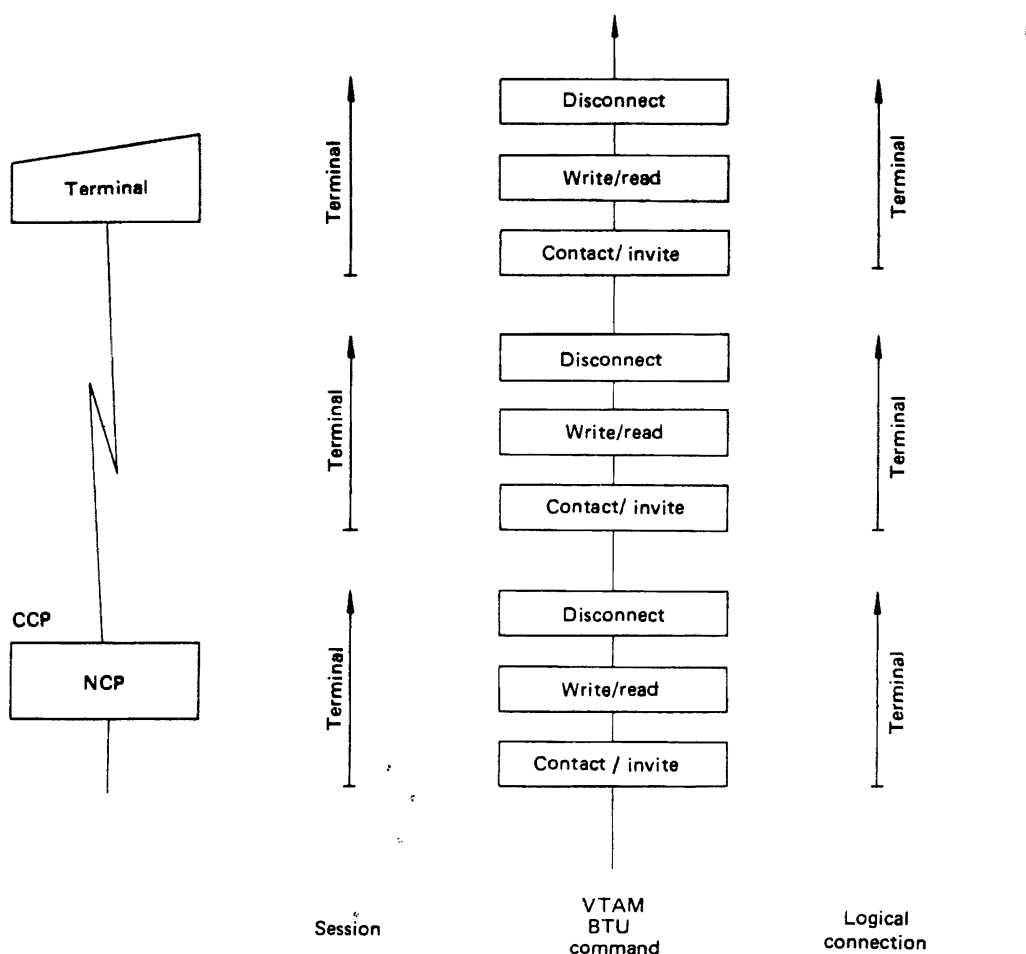 Disconnect
Terminal
Write/read
Terminal
Terminal
Contact/ invite
Disconnect
Terminal
Write/read
Terminal
Contact/ invite
CCP
NCP
Disconnect
Terminal
Write/read
Terminal
Contact / invite
Session
VTAM
BTU
command
Logical
connection